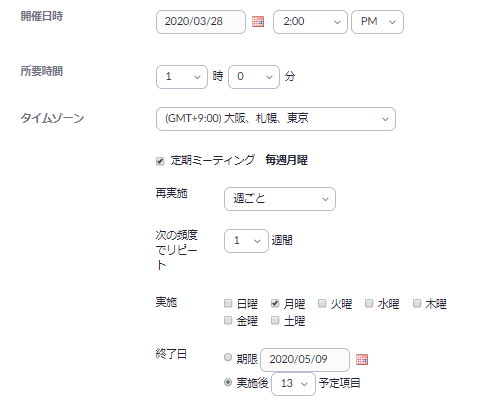 開催日時 2020/03/28 2:00 PM
所要時間 1 時 0 分
タイムゾーン (GMT+9:00) 大阪、札幌、東京
定期ミーティング 毎週月曜
再実施 週ごと
次の頻度
でリピー
ト
1 週間
実施 日曜 月曜 火曜 水曜 木曜
金曜 土曜
終了日 期限 2020/05/09
実施後 13 予定項目